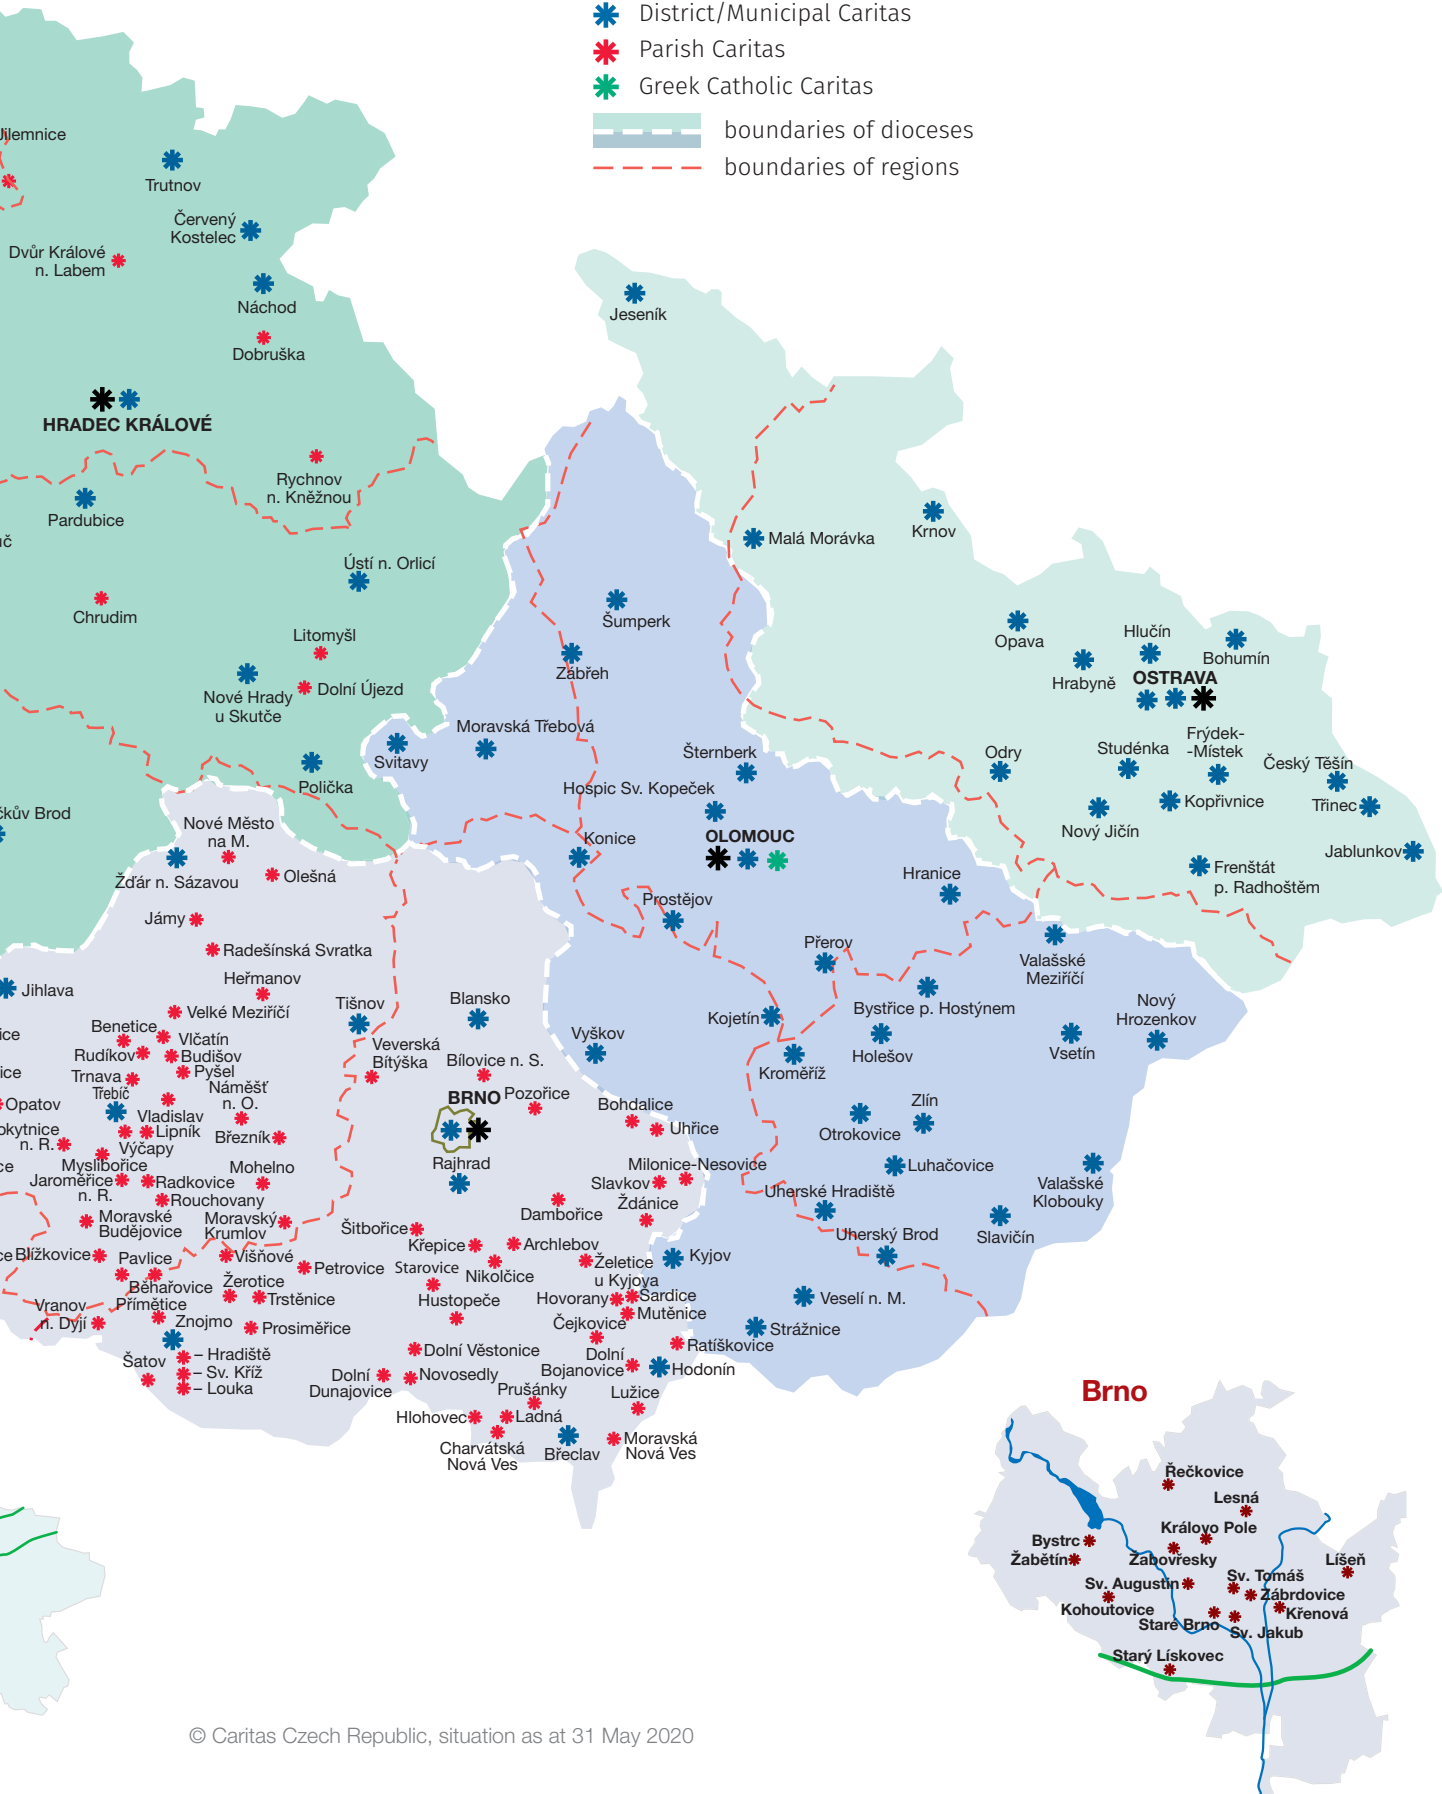 District/Municipal Caritas
Parish Caritas
Greek Catholic Caritas
boundaries of dioceses
boundaries of regions
Jilemnice
Trutnov
Červený
Kostelec
Dvůr Králové
n. Labem
Náchod
Dobruška
HRADEC KRÁLOVÉ
Rychnov
n. Kněžnou
Pardubice
uč
Ústí n. Orlicí
Chrudim
Litomyšl
Dolní Újezd
Nové Hrady
u Skutče
Polička
Svitavy
Moravská Třebová
čkův Brod
Jeseník
Malá Morávka
Krnov
Šumperk
Zábřeh
Šternberk
Hospic Sv. Kopeček
OLOMOUC
Konice
Prostějov
Hranice
Přerov
Opava
Hlučín
Bohumín
Hrabyně
OSTRAVA
Frýdek-
-Místek
Studénka
Odry
Český Těšín
Třinec
Kopřivnice
Nový Jičín
Jablunkov
Frenštát
p. Radhoštěm
Valašské
Meziříčí
Bystřice p. Hostýnem
Nový
Hrozenkov
Vsetín
Holešov
Kojetín
Kroměříž
Vyškov
Zlín
Otrokovice
Luhačovice
Valašské
Klobouky
Uherské Hradiště
Uherský Brod
Slavičín
Veselí n. M.
Strážnice
Kyjov
Nové Město
na M.
Žďár n. Sázavou
Olešná
Jámy
Radešínská Svratka
Heřmanov
Jihlava
Velké Meziříčí
Tišnov
Blansko
Benetice
Vlčatín
ice
Rudíkov
Budišov
Veverská
Bítýška
Bílovice n. S.
ice
Trnava
Pyšel
Třebíč
Náměšť
n. O.
BRNO
Pozořice
Bohdalice
Uhřice
Opatov
Vladislav
okytnice
n. R.
Lipník
Březník
Výčapy
Rajhrad
ce
Myslibořice
Mohelno
Milonice-Nesovice
Jaroměřice
n. R.
Radkovice
Slavkov
Rouchovany
Ždánice
Moravské
Budějovice
Moravský
Krumlov
Dambořice
Šitbořice
Křepice
Archlebov
ce
Blížkovice
Pavlice
Višňové
Petrovice
Starovice
Nikolčice
Želetice
u Kyjova
Běhařovice
Žerotice
Trstěnice
Hustopeče
Hovorany
Šardice
Mutěnice
Vranov
n. Dyjí
Přímětice
Znojmo
Prosiměřice
Čejkovice
Ratíškovice
Šatov
– Hradiště
– Sv. Kříž
– Louka
Dolní Věstonice
Dolní
Bojanovice
Hodonín
Dolní
Dunajovice
Novosedly
Prušánky
Lužice
Hlohovec
Ladná
Charvátská
Nová Ves
Břeclav
Moravská
Nová Ves
Brno
Řečkovice
Lesná
Královo Pole
Bystrc
Žabětín
Žabovřesky
Líšeň
Sv. Augustin
Sv. Tomáš
Zábrdovice
Kohoutovice
Křenová
Staré Brno
Sv. Jakub
Starý Lískovec
© Caritas Czech Republic, situation as at 31 May 2020